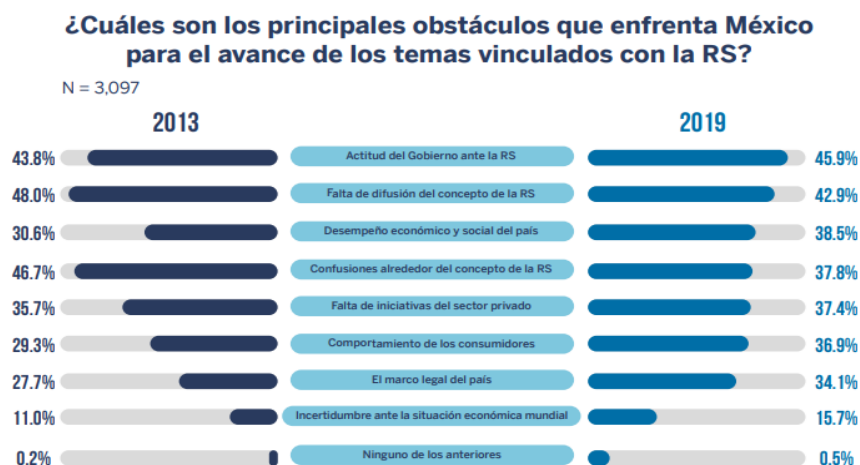 ¿Cuáles son los principales obstáculos que enfrenta México
para el avance de los temas vinculados con la RS?
N = 3,097
2013 2019
43.8% Actitud del Gobierno ante la RS 45.9%
48.0% Falta de difusión del concepto de la RS 42.9%
30.6% Desempeño económico y social del país 38.5%
46.7% Confusiones alrededor del concepto de la RS 37.8%
35.7% Falta de iniciativas del sector privado 37.4%
29.3% Comportamiento de los consumidores 36.9%
27.7% El marco legal del país 34.1%
11.0% Incertidumbre ante la situación económica mundial 15.7%
0.2% Ninguno de los anteriores 0.5%